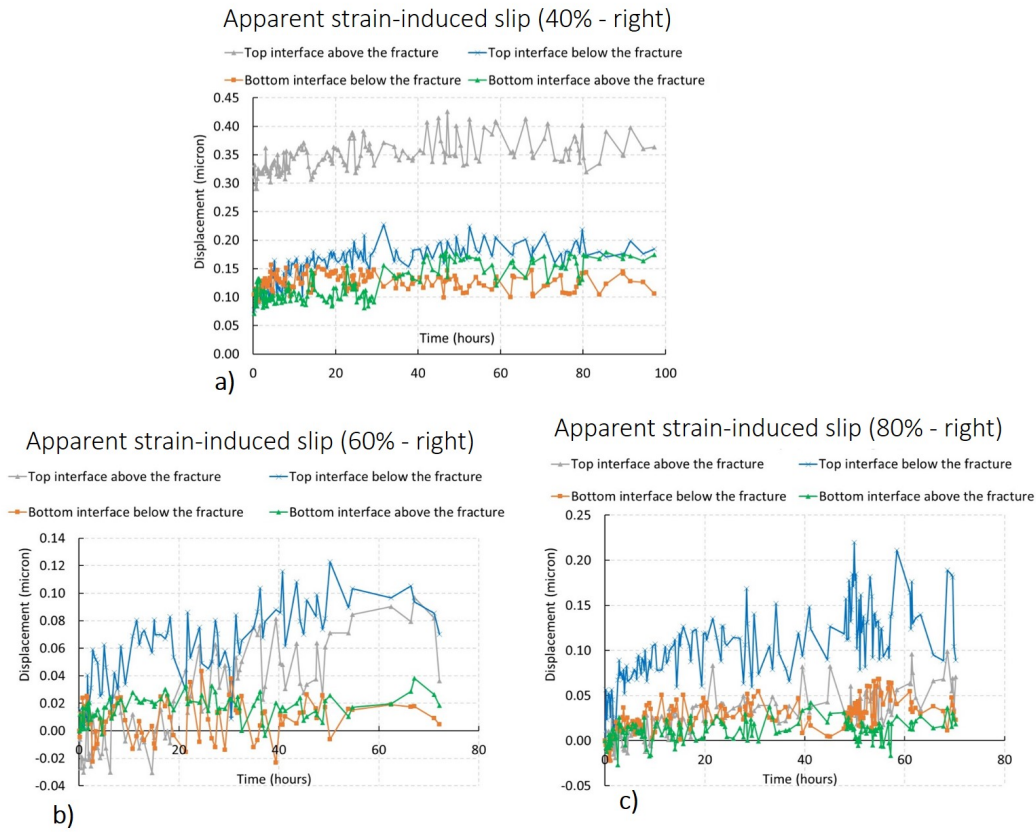 Apparent strain-induced slip (40% - right)
Top interface above the fracture
Top interface below the fracture
Bottom interface below the fracture
Bottom interface above the fracture
0.45
0.40
0.35
0.30
0.25
0.20
0.15
0.10
0.05
0.00
Displacement (micron)
Time (hours)
0 20 40 60 80 100
a)
Apparent strain-induced slip (60% - right)
Top interface above the fracture
Top interface below the fracture
Bottom interface below the fracture
Bottom interface above the fracture
0.14
0.12
0.10
0.08
0.06
0.04
0.02
0.00
-0.02
-0.04
Displacement (micron)
0 20 40 60 80
Time (hours)
b)
Apparent strain-induced slip (80% - right)
Top interface above the fracture
Top interface below the fracture
Bottom interface below the fracture
Bottom interface above the fracture
0.25
0.20
0.15
0.10
0.05
0.00
-0.05
Displacement (micron)
0 20 40 60 80
Time (hours)
c)